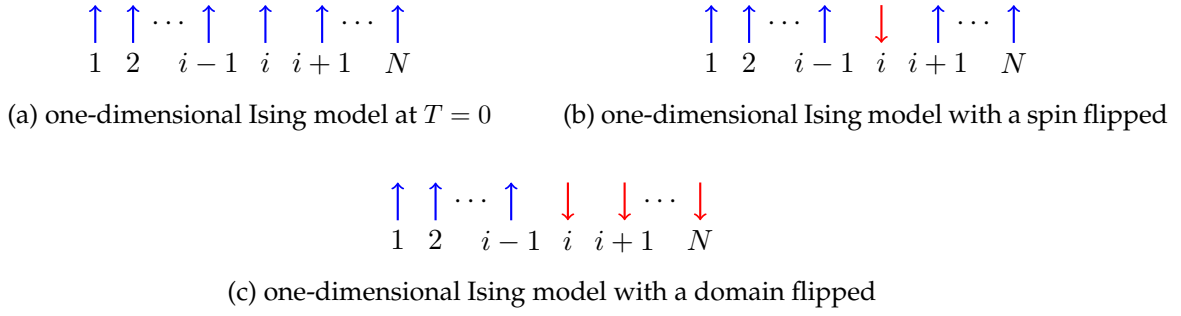 1 2 ⋯ i − 1 i i + 1 ⋯ N
(a) one-dimensional Ising model at T = 0
1 2 ⋯ i − 1 i i + 1 ⋯ N
(b) one-dimensional Ising model with a spin flipped
1 2 ⋯ i − 1 i i + 1 ⋯ N
(c) one-dimensional Ising model with a domain flipped